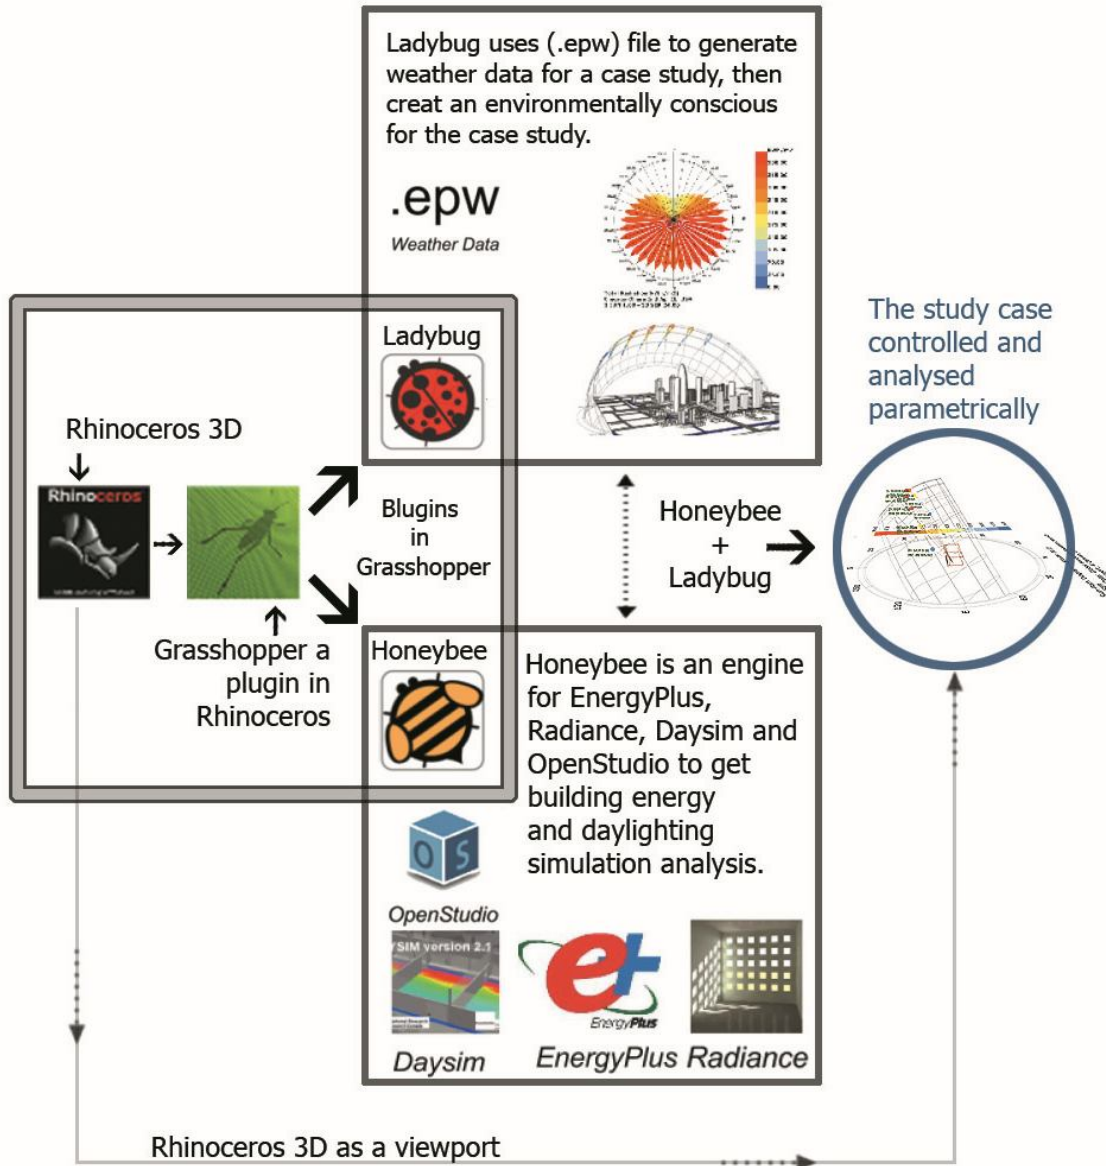 Ladybug uses (.epw) file to generate
weather data for a case study, then
creat an environmentally conscious
for the case study.
.epw
Weather Data
Ladybug
The study case
controlled and
analysed
parametrically
Rhinoceros 3D
Rhinoceros
Blugins
in
Grasshopper
Honeybee
+
Ladybug
Grasshopper a
plugin in
Rhinoceros
Honeybee
Honeybee is an engine
for EnergyPlus,
Radiance, Daysim and
OpenStudio to get
building energy
and daylighting
simulation analysis.
OS
OpenStudio
YSIM version 2.1
e+
EnergyPlus
Daysim
EnergyPlus
Radiance
Rhinoceros 3D as a viewport